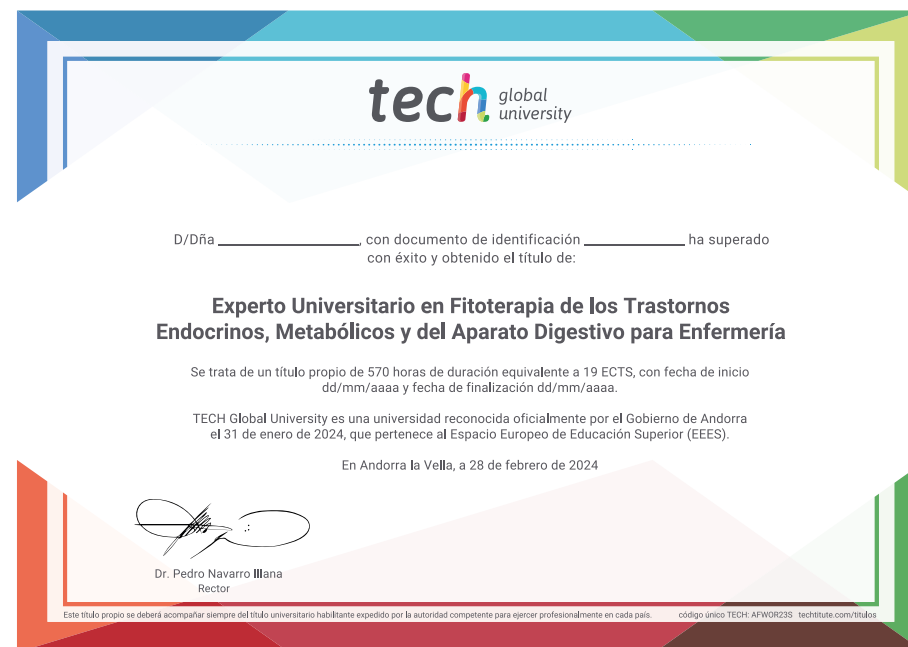 tech global university
D/Dña ____________________, con documento de identificación ______________ ha superado
con éxito y obtenido el título de:
Experto Universitario en Fitoterapia de los Trastornos
Endocrinos, Metabólicos y del Aparato Digestivo para Enfermería
Se trata de un título propio de 570 horas de duración equivalente a 19 ECTS, con fecha de inicio
dd/mm/aaaa y fecha de finalización dd/mm/aaaa.
TECH Global University es una universidad reconocida oficialmente por el Gobierno de Andorra
el 31 de enero de 2024, que pertenece al Espacio Europeo de Educación Superior (EEES).
En Andorra la Vella, a 28 de febrero de 2024
Dr. Pedro Navarro Illana
Rector
Este título propio se deberá acompañar siempre del título universitario habilitante expedido por la autoridad competente para ejercer profesionalmente en cada país. código único TECH: AFWOR23S techtitute.com/titulos